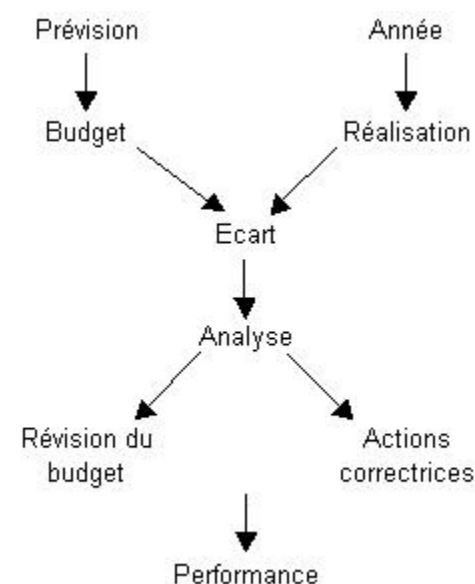 Prévision
Année
Budget
Réalisation
Ecart
Analyse
Révision du
budget
Actions
correctrices
Performance